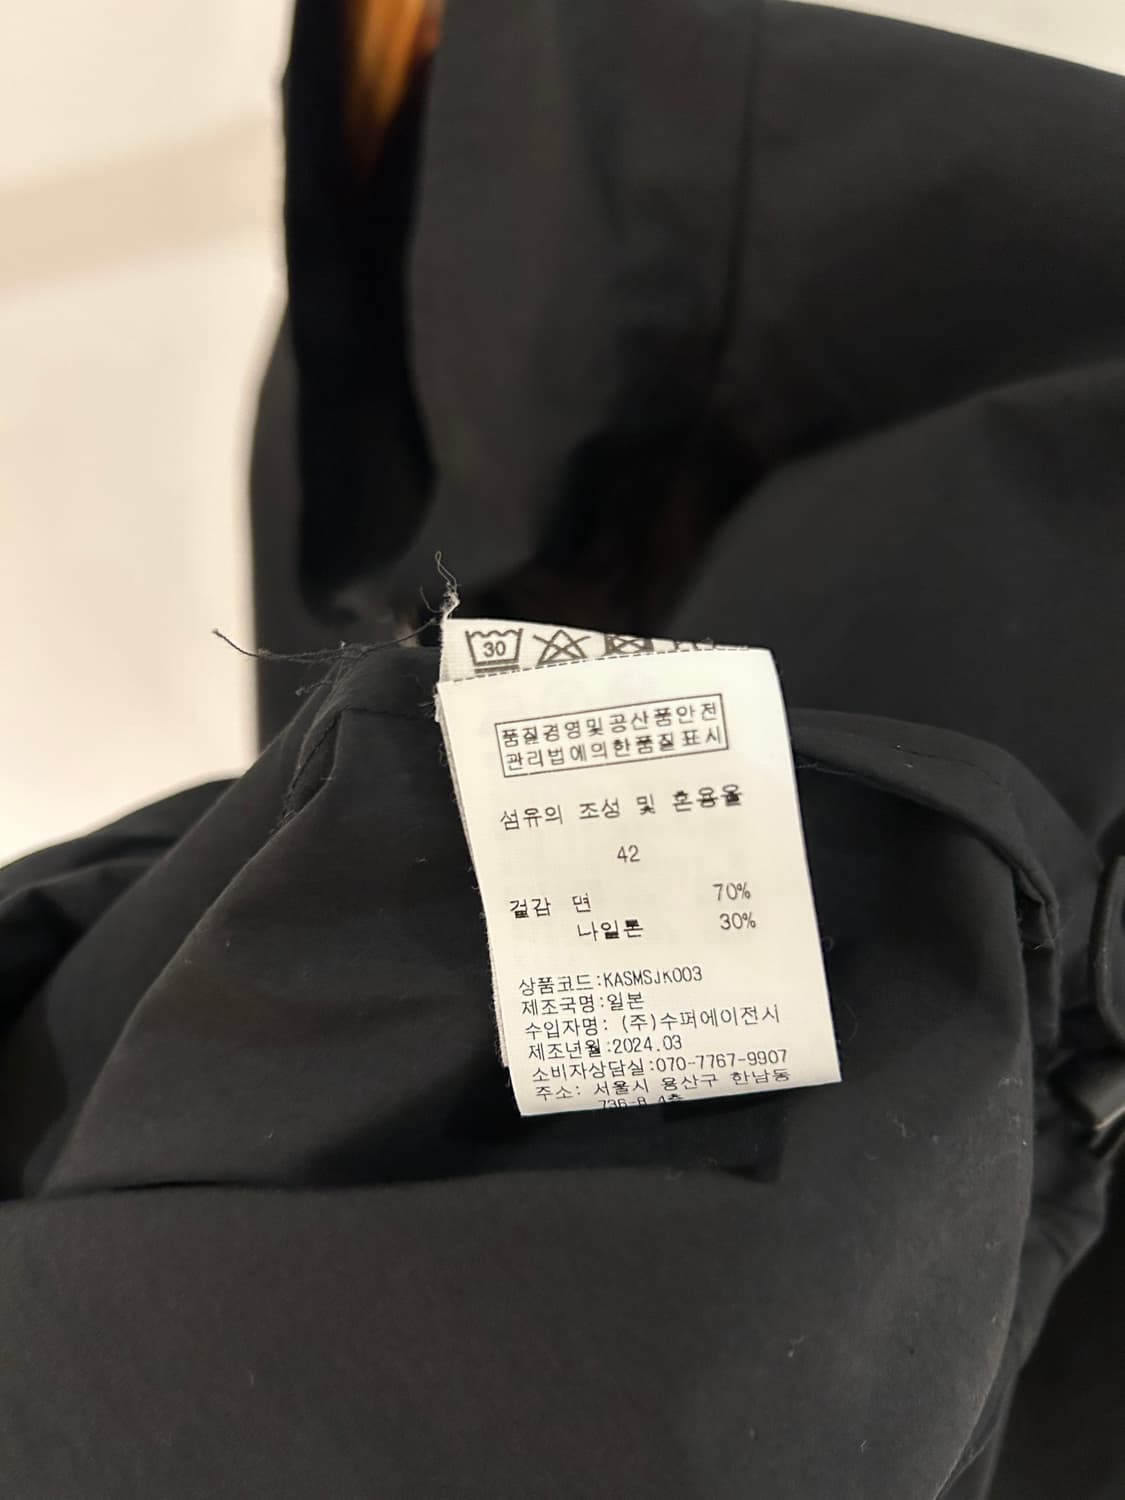 30
품질경영및공산품안전
관리법에의한품질표시
섬유의 조성 및 혼용율
42
겉감 면 70%
나일론 30%
상품코드:KASMSJK003
제조국명:일본
수입자명: (주)수퍼에이전시
제조년월:2024.03
소비자상담실:070-7767-9907
주소: 서울시 용산구 한남동
736-8 4층